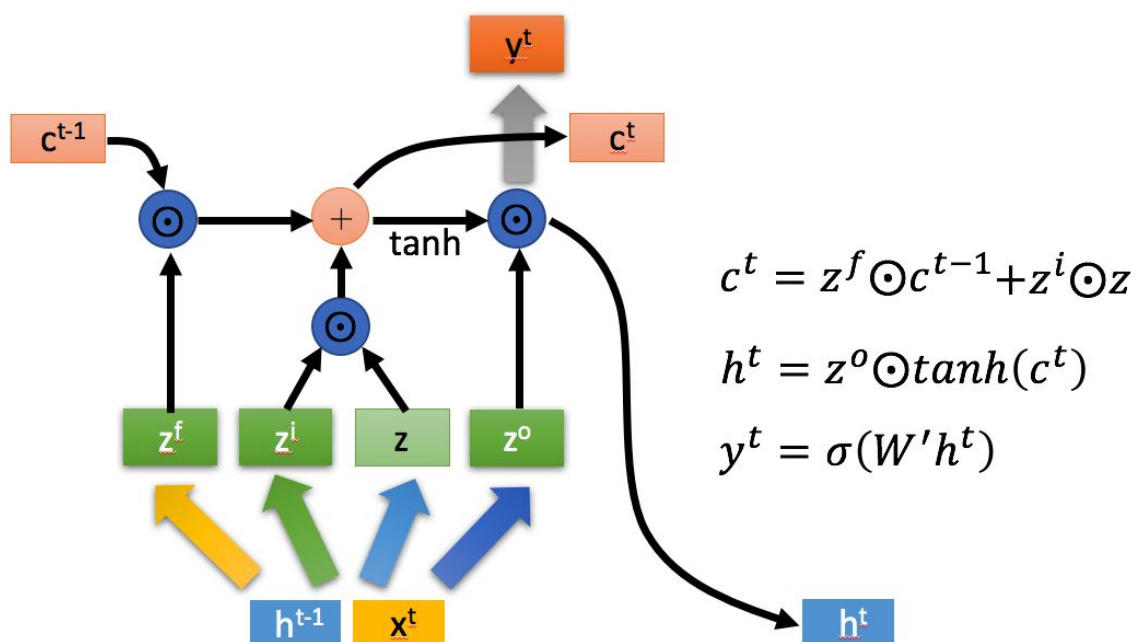 y^t
c^{t-1}
c^t
⊙
+
⊙
tanh
⊙
z^f
z^i
z
z^o
h^{t-1}
x^t
h^t
c^t = z^f⊙c^{t−1}+z^i⊙z
h^t = z^o⊙tanh(c^t)
y^t = σ(W'h^t)